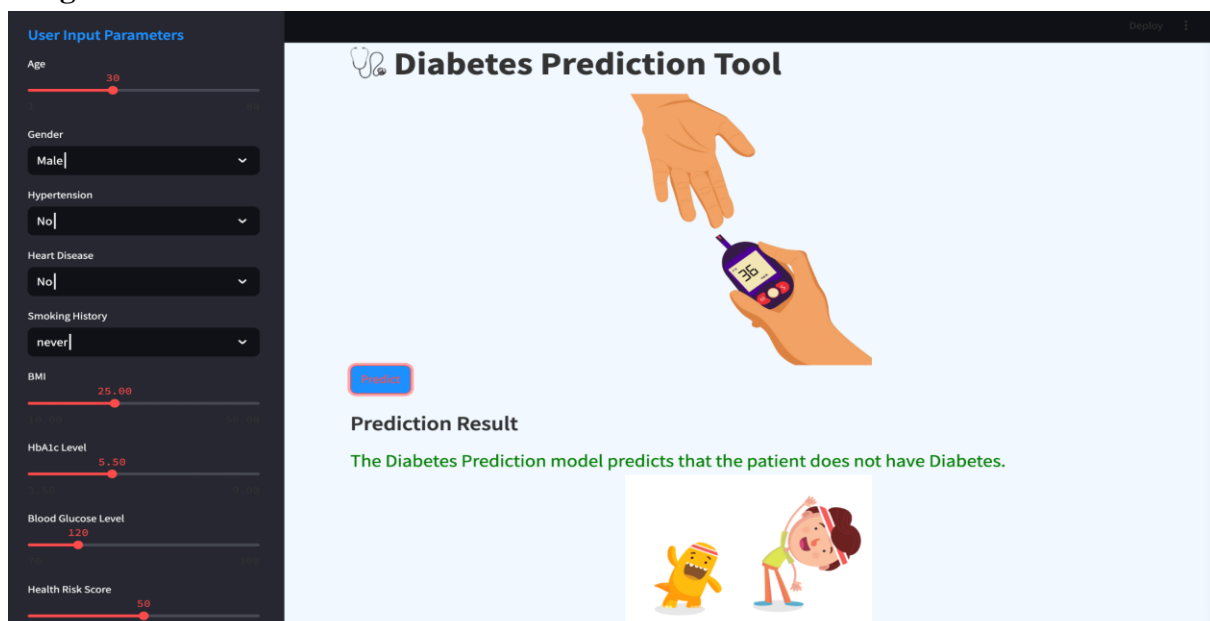 User Input Parameters
Age
30
Gender
Male
Hypertension
No
Heart Disease
No
Smoking History
never
BMI
25.00
HbA1c Level
5.50
Blood Glucose Level
120
Health Risk Score
50
Deploy
Diabetes Prediction Tool
36
Predict
Prediction Result
The Diabetes Prediction model predicts that the patient does not have Diabetes.